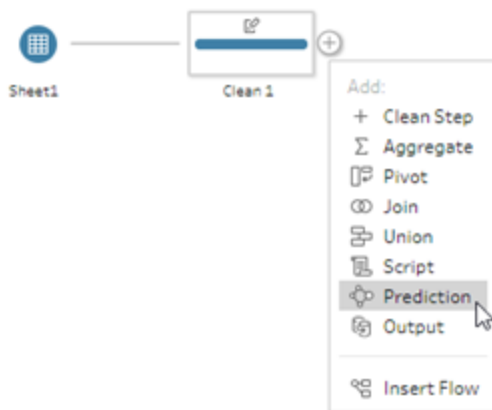 Sheet1
Clean 1
Add:
Clean Step
Aggregate
Pivot
Join
Union
Script
Prediction
Output
Insert Flow